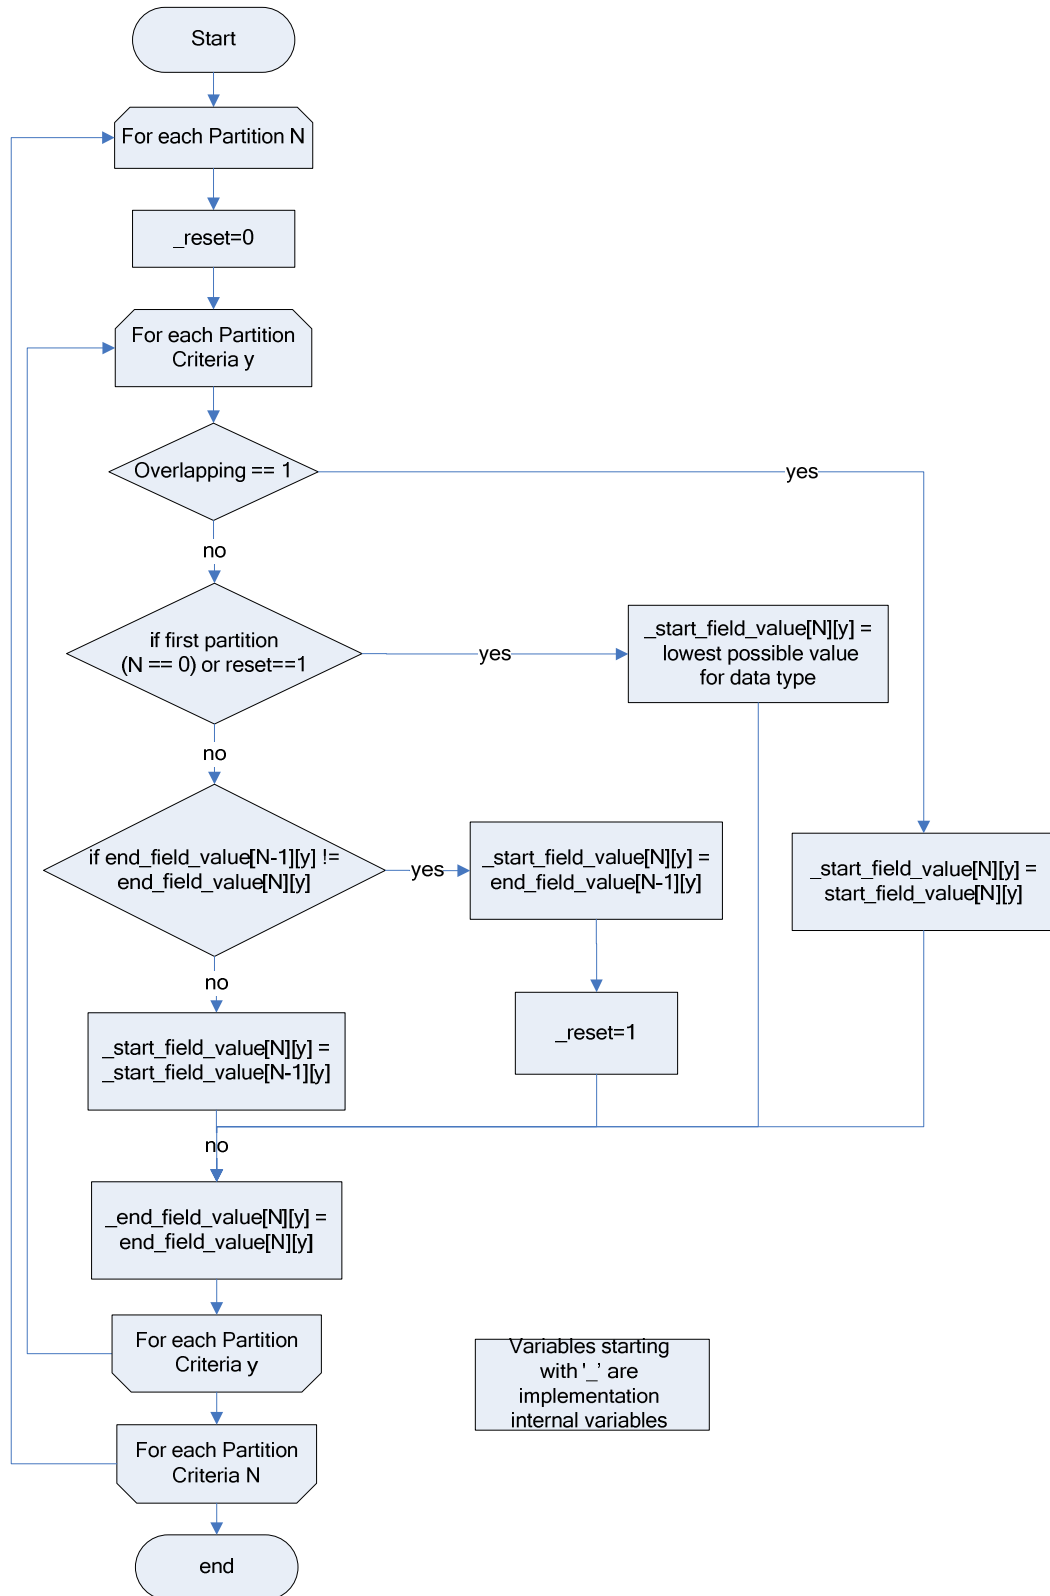 Start
For each Partition N
_reset=0
For each Partition
Criteria y
Overlapping == 1
yes
no
if first partition
(N == 0) or reset==1
yes
_start_field_value[N][y] =
lowest possible value
for data type
no
if end_field_value[N-1][y] !=
end_field_value[N][y]
yes
_start_field_value[N][y] =
end_field_value[N-1][y]
_start_field_value[N][y] =
start_field_value[N][y]
no
_reset=1
_start_field_value[N][y] =
_start_field_value[N-1][y]
no
_end_field_value[N][y] =
end_field_value[N][y]
For each Partition
Criteria y
Variables starting
with '_' are
implementation
internal variables
For each Partition
Criteria N
end